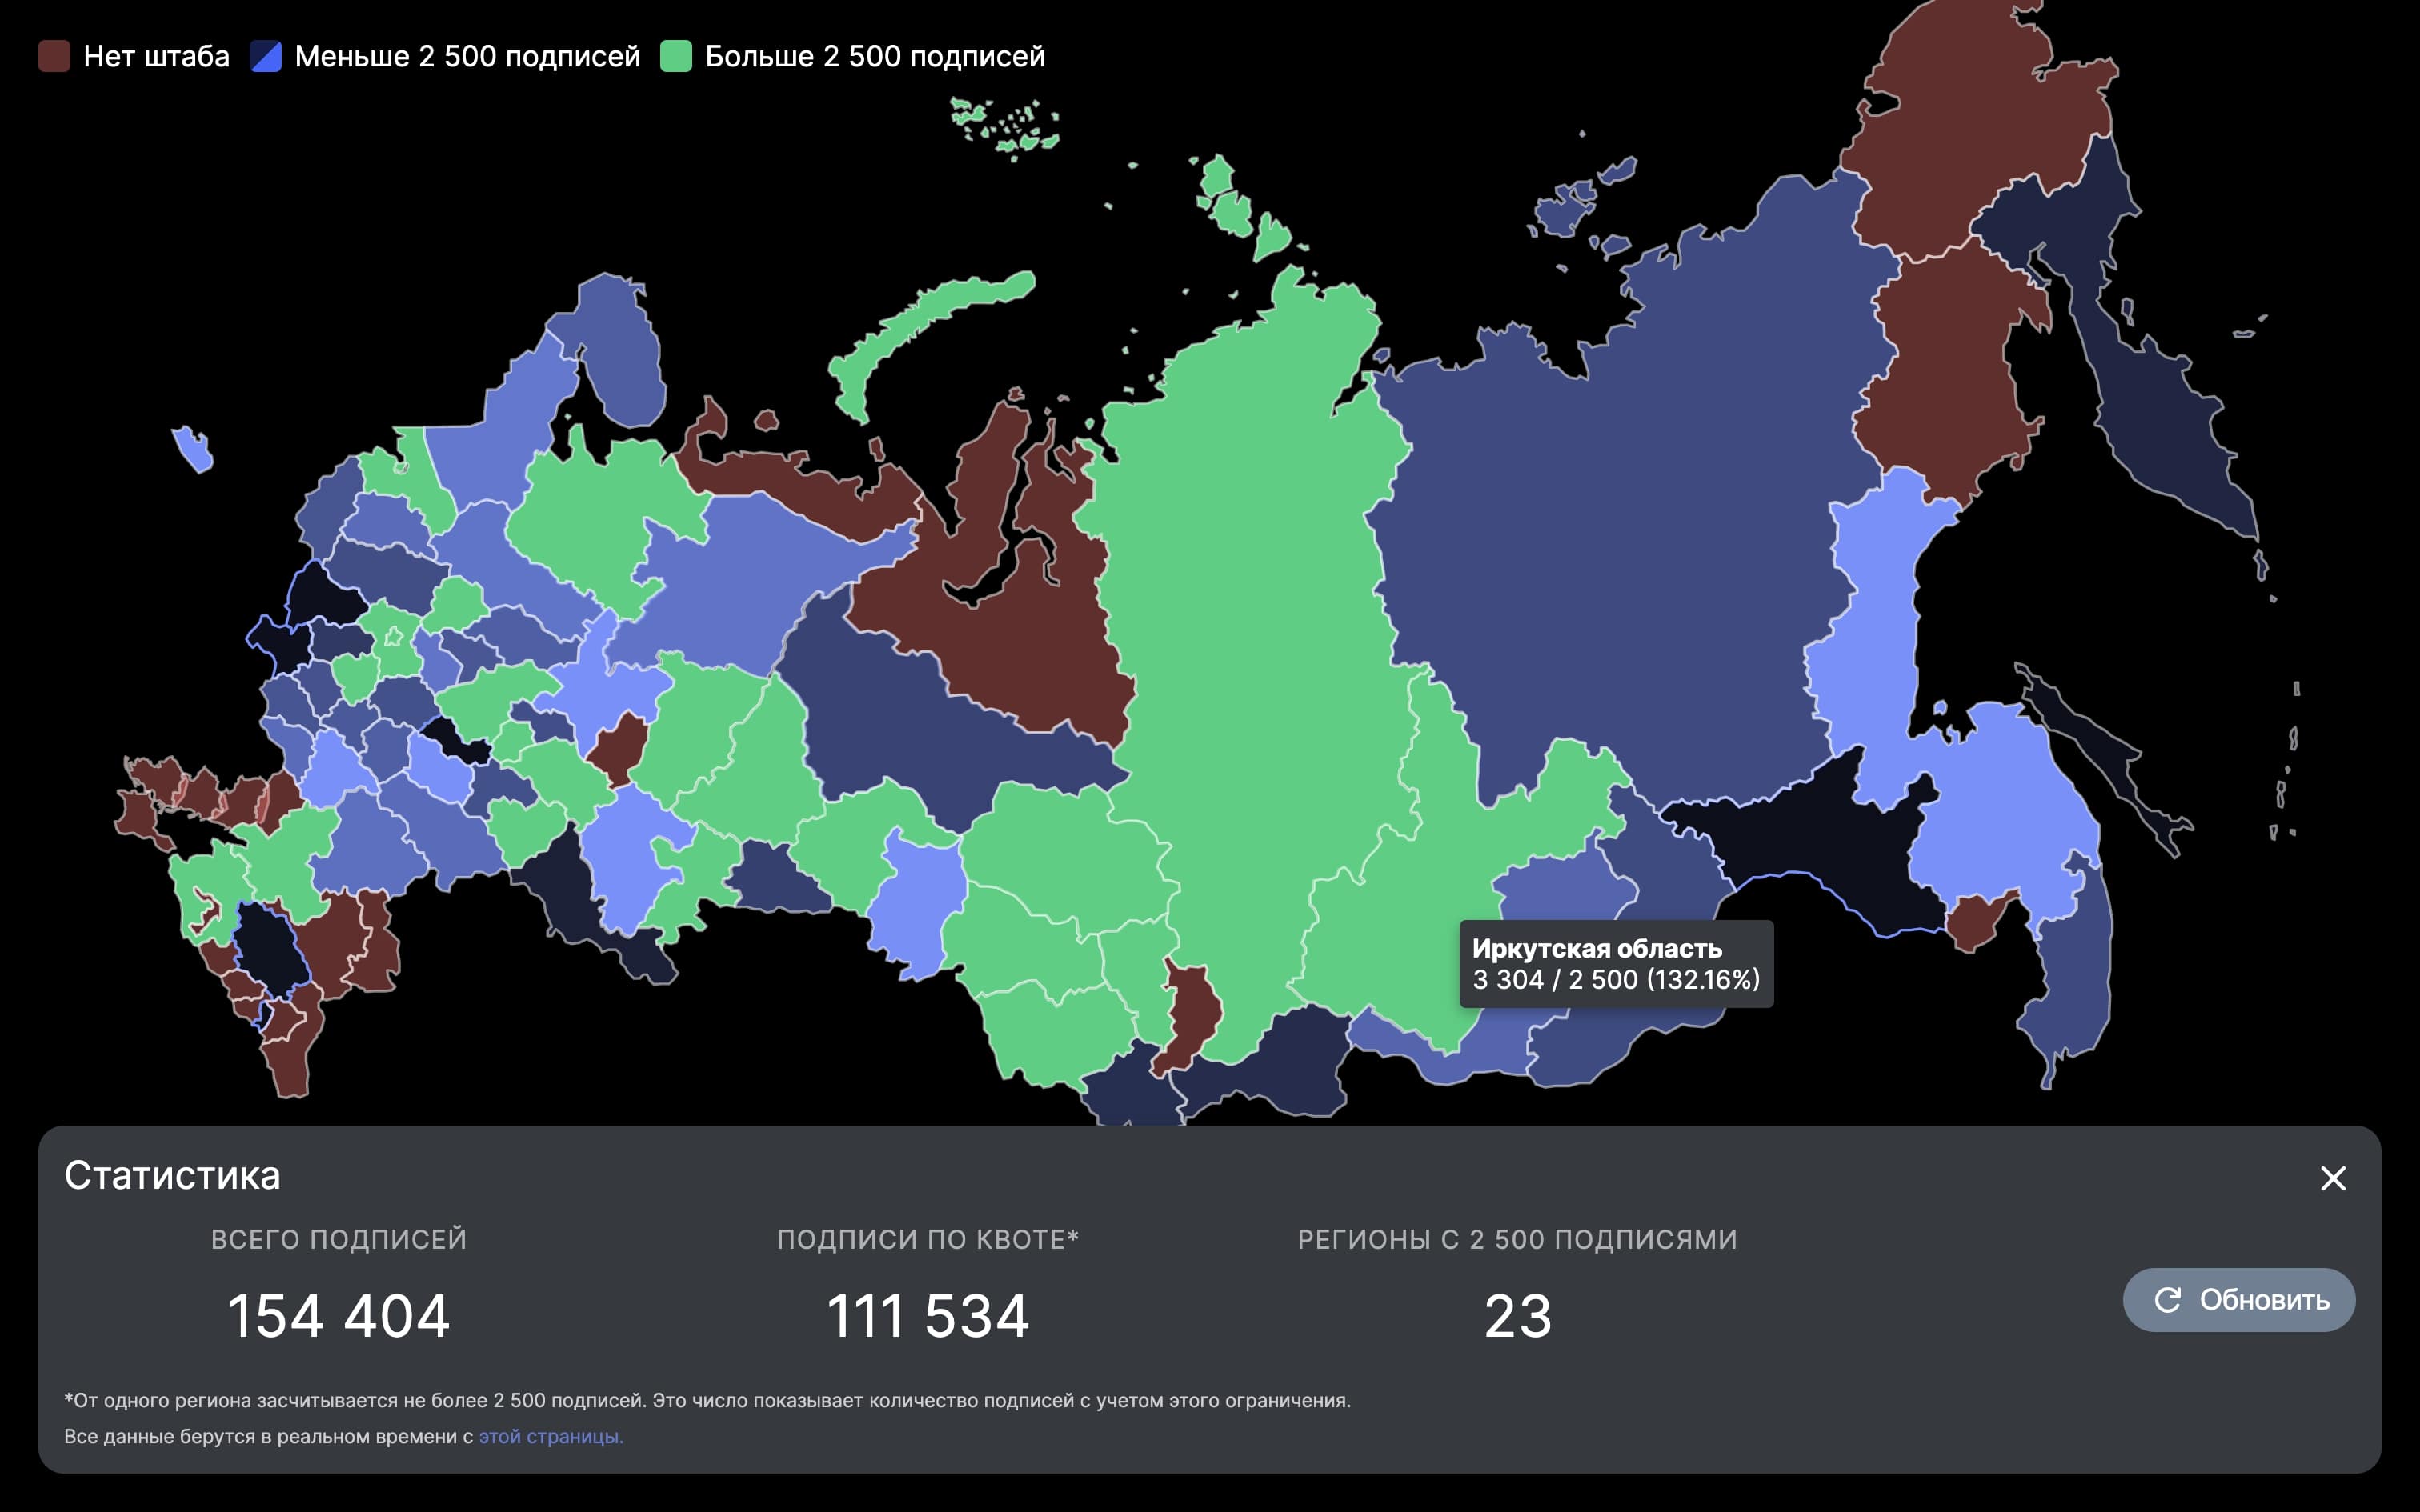 Нет штаба
Меньше 2 500 подписей
Больше 2 500 подписей
Иркутская область
3 304 / 2 500 (132.16%)
Статистика
ВСЕГО ПОДПИСЕЙ
154 404
ПОДПИСИ ПО КВОТЕ*
111 534
РЕГИОНЫ С 2 500 ПОДПИСЯМИ
23
Обновить
*От одного региона засчитывается не более 2 500 подписей. Это число показывает количество подписей с учетом этого ограничения.
Все данные берутся в реальном времени с этой страницы.